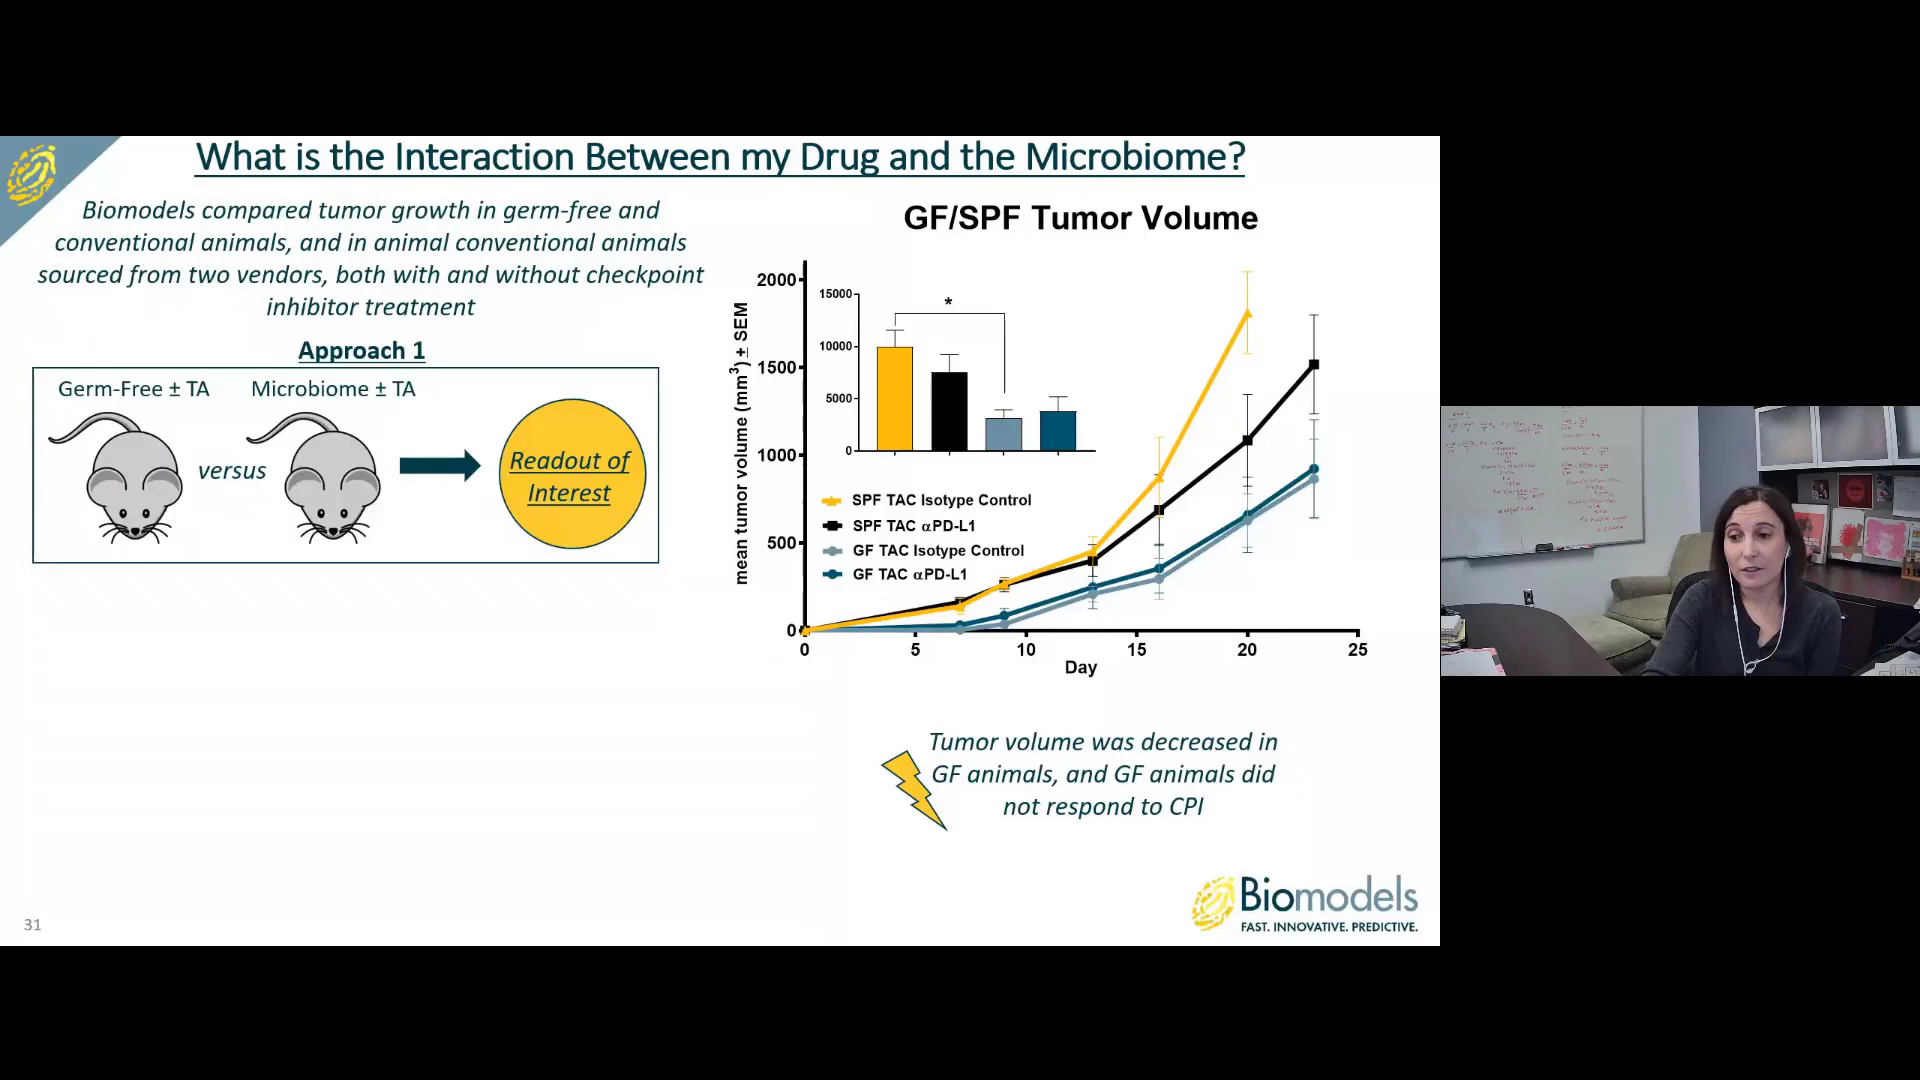 What is the Interaction Between my Drug and the Microbiome?
Biomodels compared tumor growth in germ-free and
conventional animals, and in animal conventional animals
sourced from two vendors, both with and without checkpoint
inhibitor treatment
Approach 1
Germ-Free ± TA
Microbiome ± TA
versus
Readout of
Interest
GF/SPF Tumor Volume
mean tumor volume (mm3) ± SEM
2000
1500
1000
500
0
15000
10000
5000
0
*
SPF TAC Isotype Control
SPF TAC αPD-L1
GF TAC Isotype Control
GF TAC αPD-L1
0 5 10 15 20 25
Day
Tumor volume was decreased in
GF animals, and GF animals did
not respond to CPI
Biomodels
FAST. INNOVATIVE. PREDICTIVE.
31